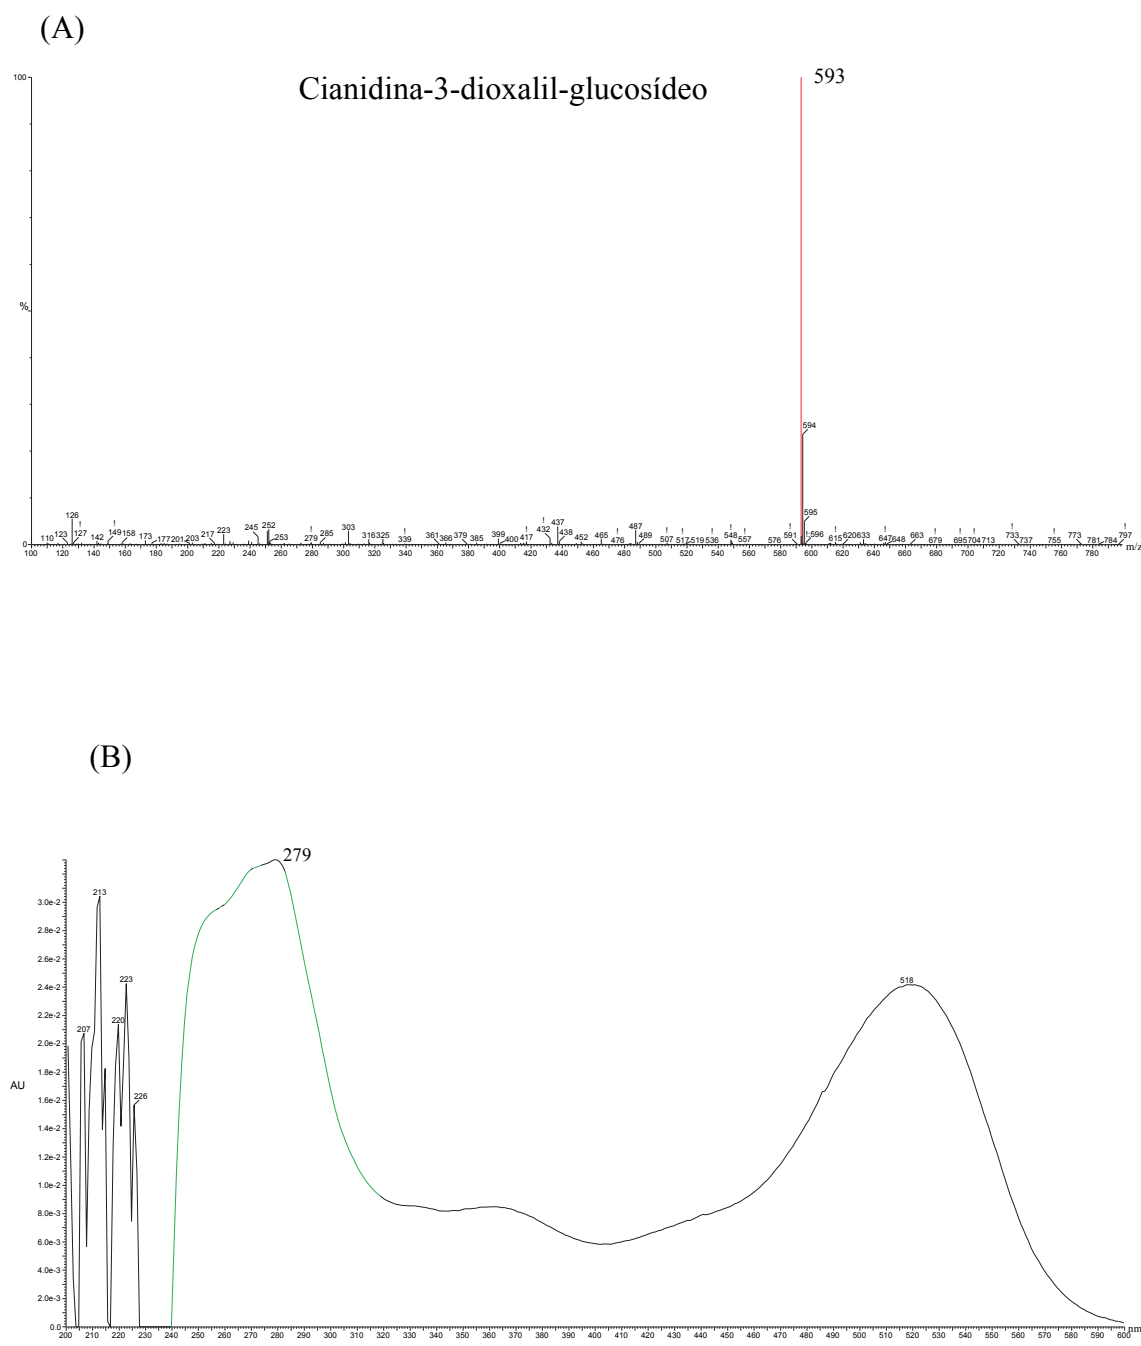 (A)
Cianidina-3-dioxalil-glucosídeo
593
100
%
0
594
595
126
110 123 ! 127 142 ! 149 158 173 177 201 203 217 223 245 252 253 ! 279 285 303 316 325 ! 339 361 366 379 385 399 400 ! 417 ! 432 437 438 452 465 ! 476 487 489 ! 507 ! 517 519 ! 536 ! 548 ! 557 576 ! 591 !596 ! 615 620 633 ! 647 648 663 ! 679 ! 695 ! 704 713 ! 733 737 ! 755 773 781 784 ! 797
m/z
100 120 140 160 180 200 220 240 260 280 300 320 340 360 380 400 420 440 460 480 500 520 540 560 580 600 620 640 660 680 700 720 740 760 780
(B)
279
213
3.0e-2
2.8e-2
2.6e-2
223
518
2.4e-2
2.2e-2
207
220
2.0e-2
1.8e-2
AU
226
1.6e-2
1.4e-2
1.2e-2
1.0e-2
8.0e-3
6.0e-3
4.0e-3
2.0e-3
0.0
200 210 220 230 240 250 260 270 280 290 300 310 320 330 340 350 360 370 380 390 400 410 420 430 440 450 460 470 480 490 500 510 520 530 540 550 560 570 580 590 600
nm